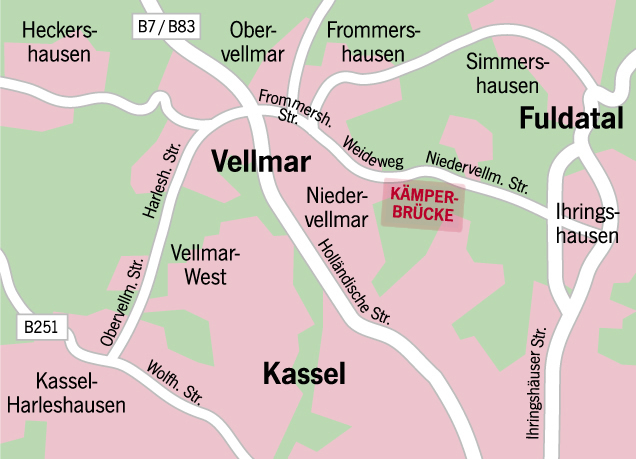 B7 / B83
Heckers-
hausen
Ober-
vellmar
Frommers-
hausen
Simmers-
hausen
Fuldatal
Frommersh.
Str.
Vellmar
Weideweg
Niedervellm. Str.
Harlesh. Str.
KÄMPER-
BRÜCKE
Nieder-
vellmar
Ihrings-
hausen
Vellmar-
West
Holländische Str.
Obervellm. Str.
B251
Wolfh. Str.
Kassel
Kassel-
Harleshausen
Ihringshäuser Str.